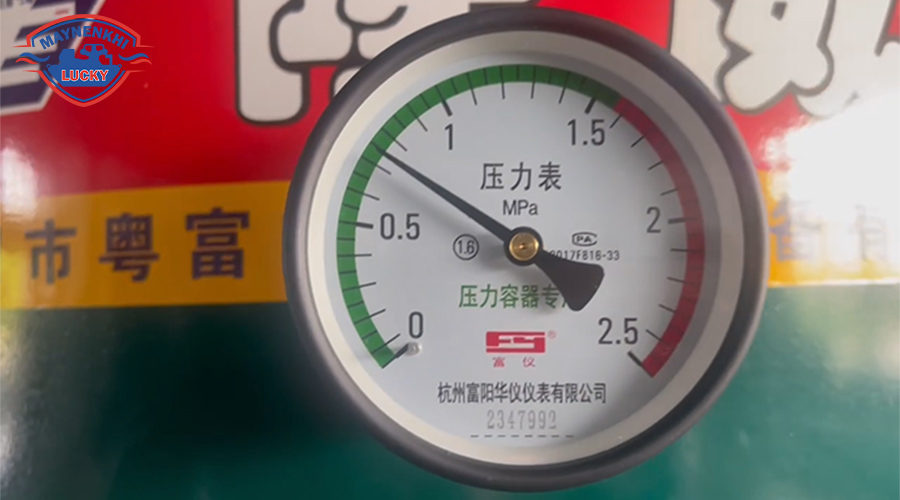 MAYNENKHI
LUCKY
市粤富
1
1.5
压力表
MPa
0.5
2
1.6
PA
2017F816-33
压力容器专
0
2.5
富仪
杭州富阳华仪仪表有限公司
2347992